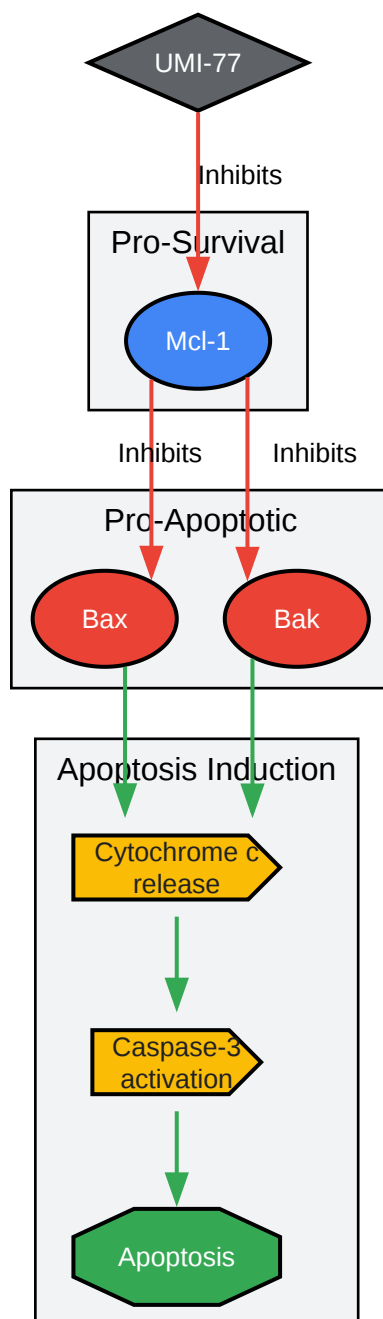 UMI-77
Inhibits
Pro-Survival
Mcl-1
Inhibits
Inhibits
Pro-Apoptotic
Bax
Bak
Apoptosis Induction
Cytochrome c
release
Caspase-3
activation
Apoptosis